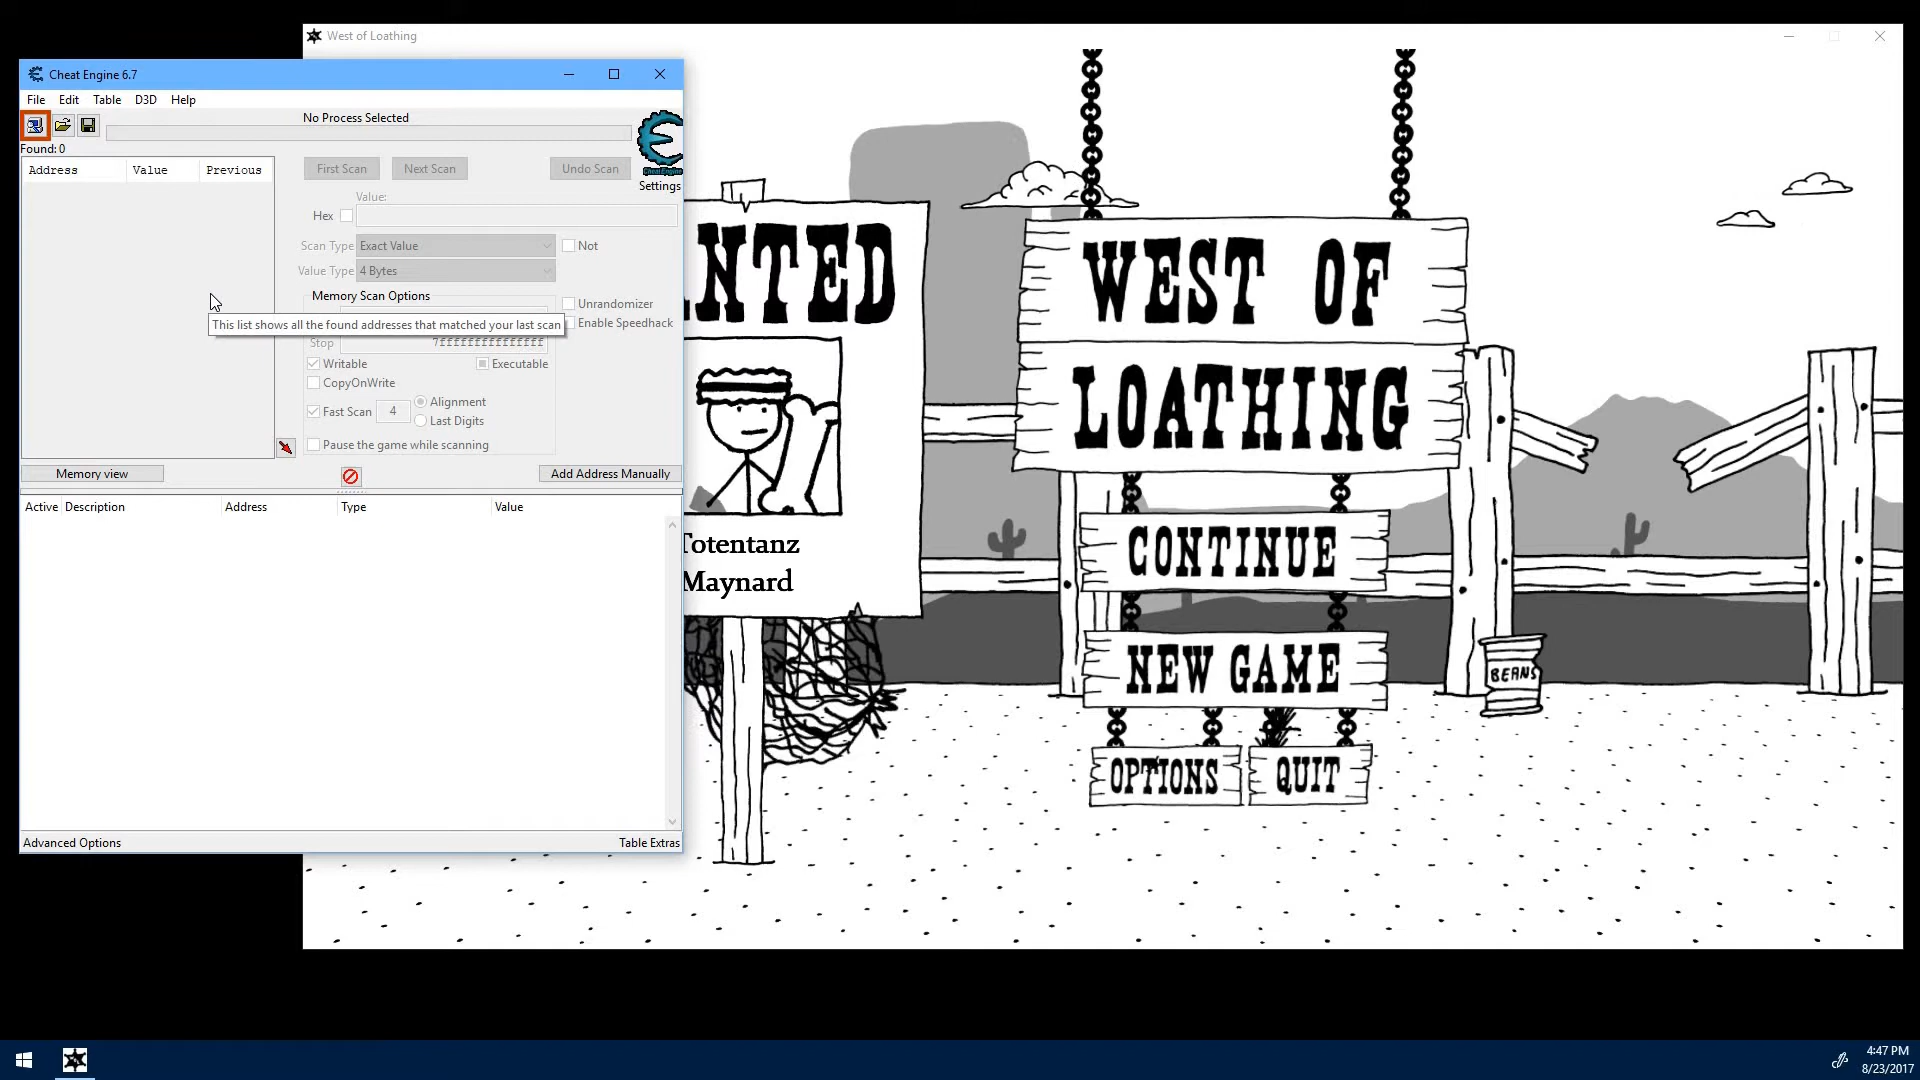 West of Loathing
Cheat Engine 6.7
File Edit Table D3D Help
No Process Selected
Found: 0
Address Value Previous
First Scan Next Scan Undo Scan
Cheat Engine
Settings
Value:
Hex
Scan Type Exact Value Not
Value Type 4 Bytes
Memory Scan Options
Unrandomizer
Enable Speedhack
This list shows all the found addresses that matched your last scan
Stop 7fffffffffffffff
Writable Executable
CopyOnWrite
Fast Scan 4 Alignment
Last Digits
Pause the game while scanning
Memory view Add Address Manually
Active Description Address Type Value
Advanced Options Table Extras
NTED
Totentanz
Maynard
WEST OF
LOATHING
CONTINUE
NEW GAME
OPTIONS QUIT
BEANS
4:47 PM
8/23/2017